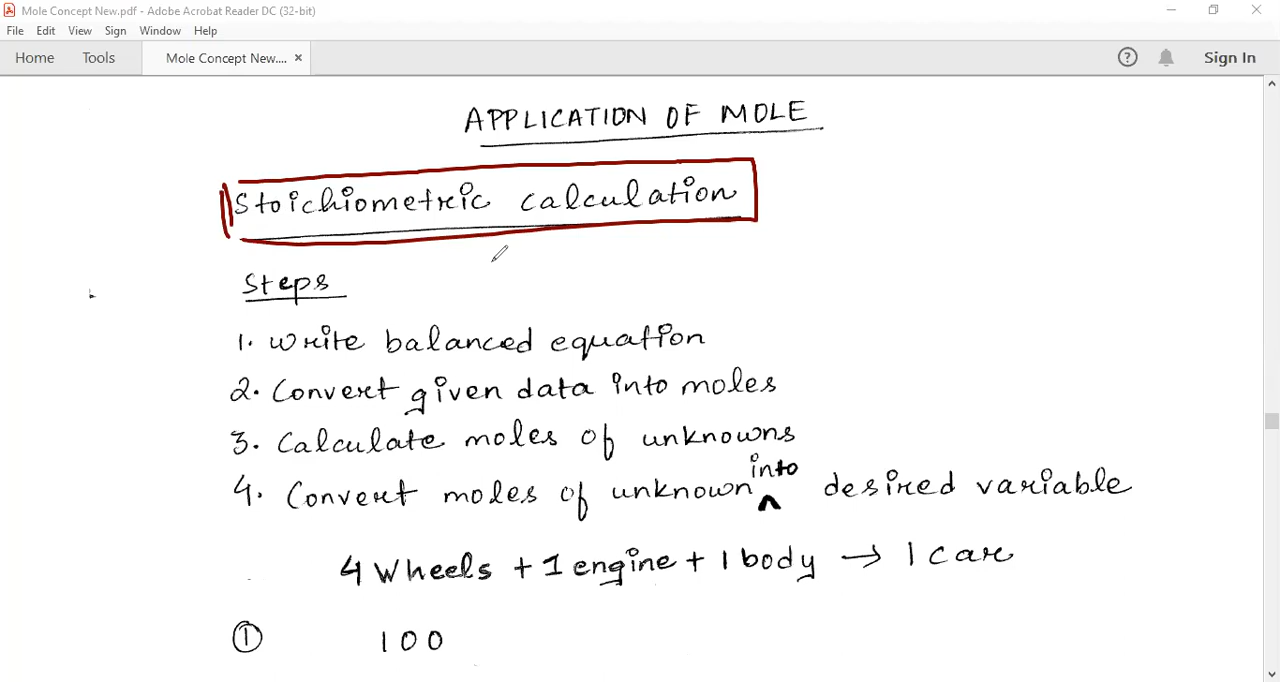 Mole Concept New.pdf - Adobe Acrobat Reader DC (32-bit)
File Edit View Sign Window Help
Home Tools Mole Concept New.... × Sign In
APPLICATION OF MOLE
Stoichiometric calculation
Steps
1. Write balanced equation
2. Convert given data into moles
3. Calculate moles of unknowns
4. Convert moles of unknown into desired variable
4 Wheels + 1 engine + 1 body → 1 car
① 100